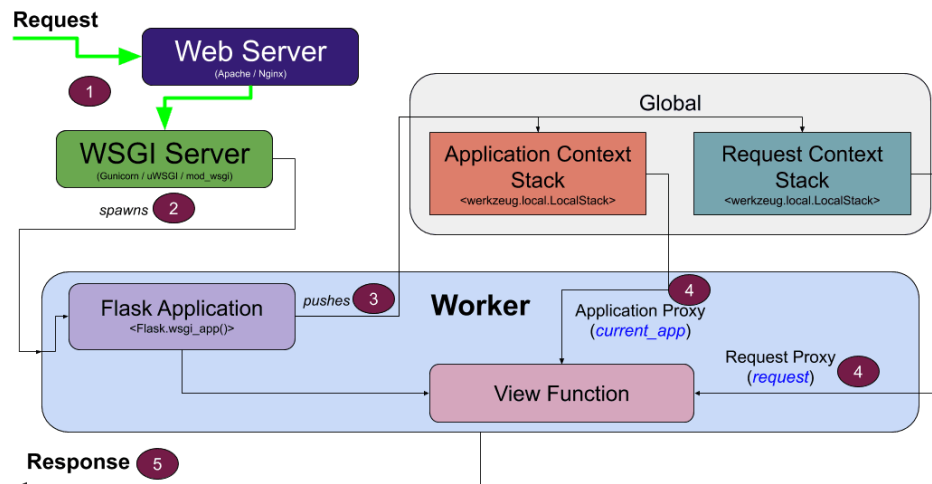 Request
Web Server
(Apache / Nginx)
1
Global
WSGI Server
(Gunicorn / uWSGI / mod_wsgi)
Application Context
Stack
<werkzeug.local.LocalStack>
Request Context
Stack
<werkzeug.local.LocalStack>
spawns
2
Flask Application
<Flask.wsgi_app()>
pushes
3
Worker
4
Application Proxy
(current_app)
Request Proxy
(request)
4
View Function
Response
5